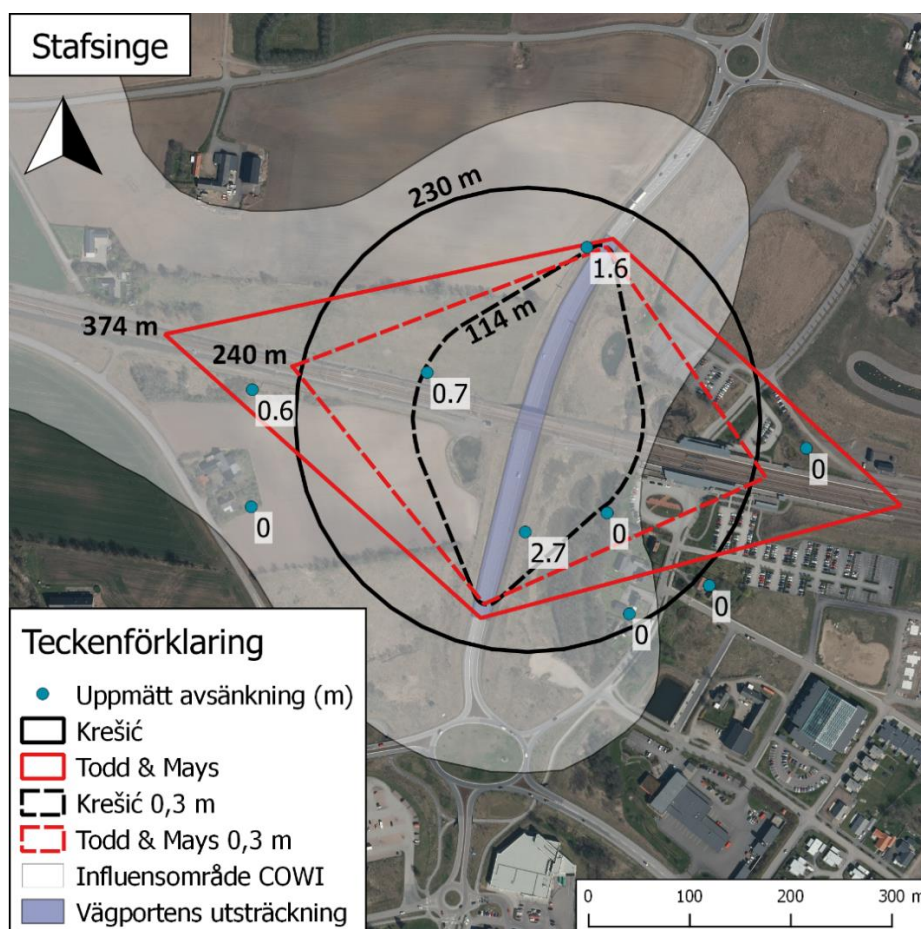 Stafsinge
230 m
1.6
114 m
374 m
240 m
0.7
0.6
0
0
0
2.7
0
0
Teckenförklaring
Uppmätt avsänkning (m)
Krešić
Todd & Mays
Krešić 0,3 m
Todd & Mays 0,3 m
Influensområde COWI
Vägportens utsträckning
0 100 200 300 m